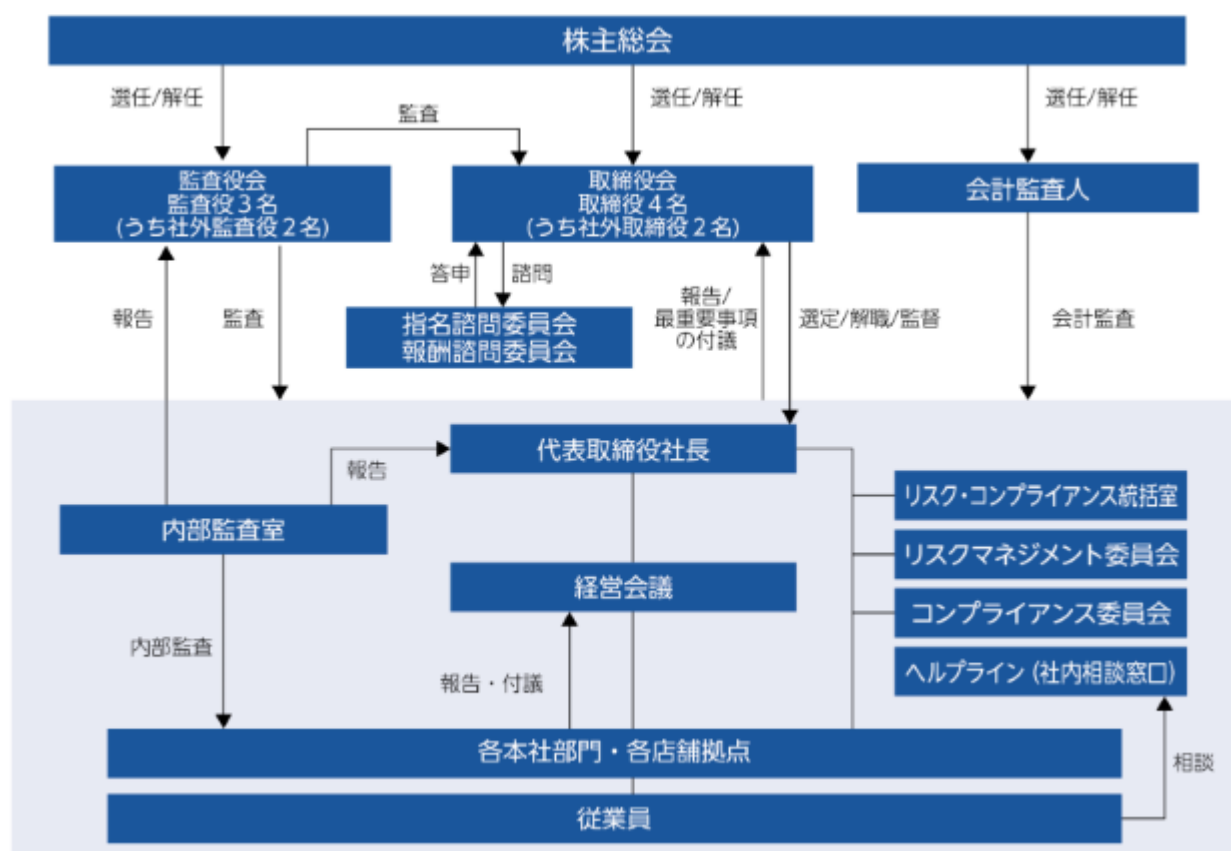 株主総会
選任/解任
選任/解任
選任/解任
監査
監査役会
監査役3名
(うち社外監査役2名)
取締役会
取締役4名
(うち社外取締役2名)
会計監査人
答申
諮問
報告
監査
指名諮問委員会
報酬諮問委員会
報告/
最重要事項
の付議
選定/解職/監督
会計監査
代表取締役社長
報告
内部監査室
リスク・コンプライアンス統括室
リスクマネジメント委員会
経営会議
コンプライアンス委員会
内部監査
ヘルプライン(社内相談窓口)
報告・付議
各本社部門・各店舗拠点
相談
従業員